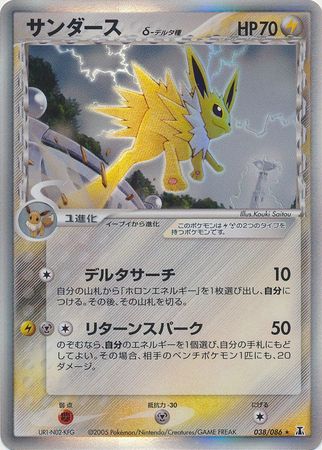 サンダース δ-デルタ種 HP70
Illus.Kouki Saitou
1進化 イーブイから進化
このポケモンは の2つのタイプを
持つポケモンです。
デルタサーチ 10
自分の山札から「ホロンエネルギー」を1枚選び出し、自分に
つける。その後、その山札を切る。
リターンスパーク 50
のぞむなら、自分のエネルギーを1個選び、自分の手札にもど
してよい。その場合、相手のベンチポケモン1匹にも、20
ダメージ。
弱点 抵抗力 -30 にげる
UR1-N02-KFG ©2005 Pokémon/Nintendo/Creatures/GAME FREAK 038/086 ★